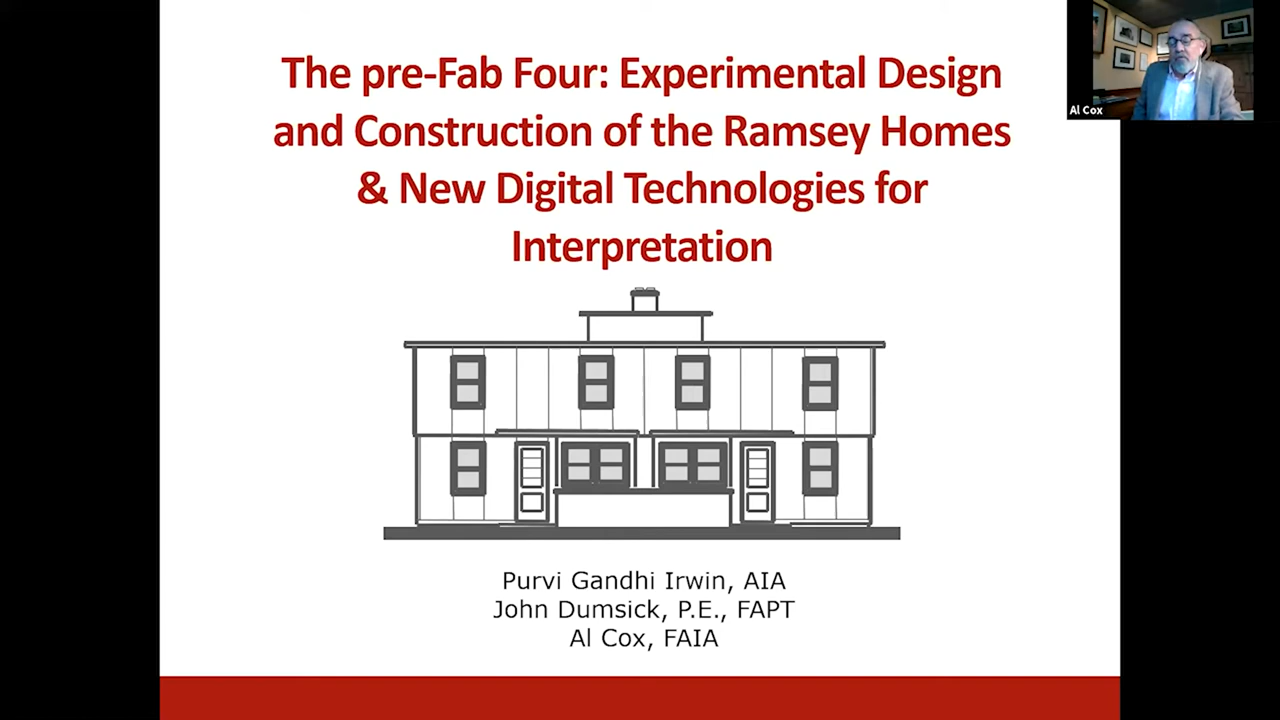 The pre-Fab Four: Experimental Design
and Construction of the Ramsey Homes
& New Digital Technologies for
Interpretation
Purvi Gandhi Irwin, AIA
John Dumsick, P.E., FAPT
Al Cox, FAIA
Al Cox